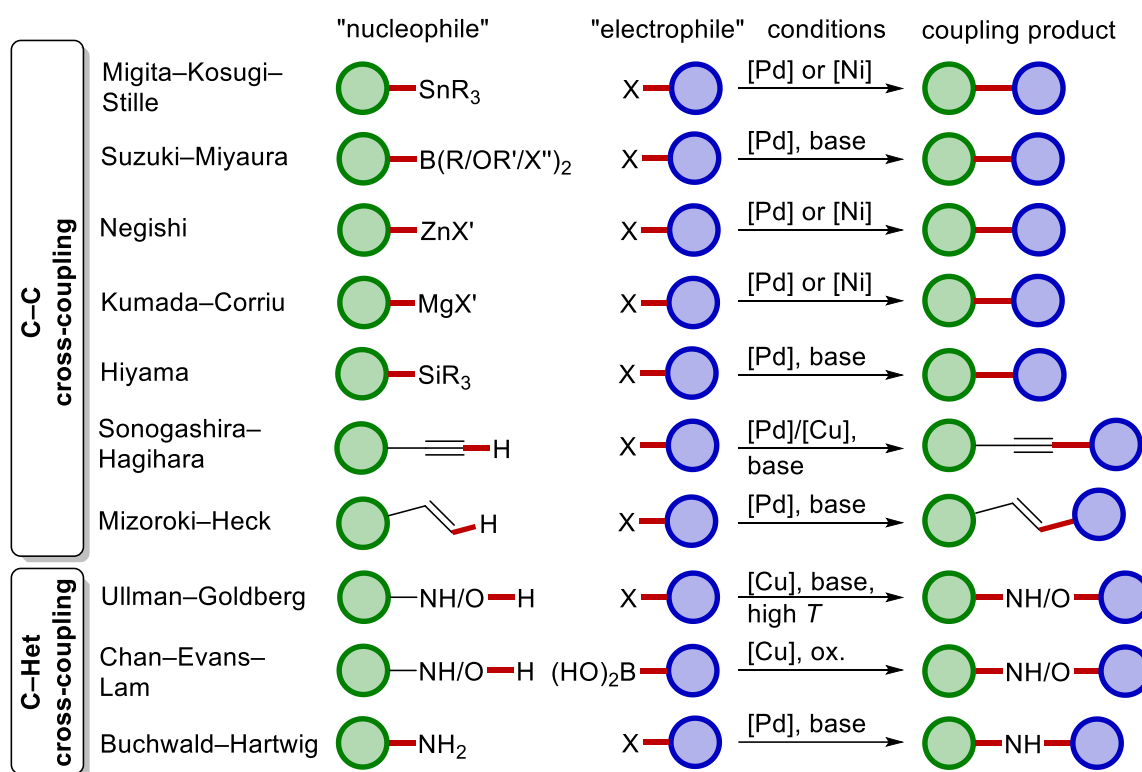 "nucleophile" "electrophile" conditions coupling product
C–C
cross-coupling
Migita–Kosugi–
Stille
SnR3
X
[Pd] or [Ni]
Suzuki–Miyaura
B(R/OR'/X'')2
X
[Pd], base
Negishi
ZnX'
X
[Pd] or [Ni]
Kumada–Corriu
MgX'
X
[Pd] or [Ni]
Hiyama
SiR3
X
[Pd], base
Sonogashira–
Hagihara
H
X
[Pd]/[Cu],
base
Mizoroki–Heck
H
X
[Pd], base
C–Het
cross-coupling
Ullman–Goldberg
NH/O H
X
[Cu], base,
high T
NH/O
Chan–Evans–
Lam
NH/O H
(HO)2B
[Cu], ox.
NH/O
Buchwald–Hartwig
NH2
X
[Pd], base
NH